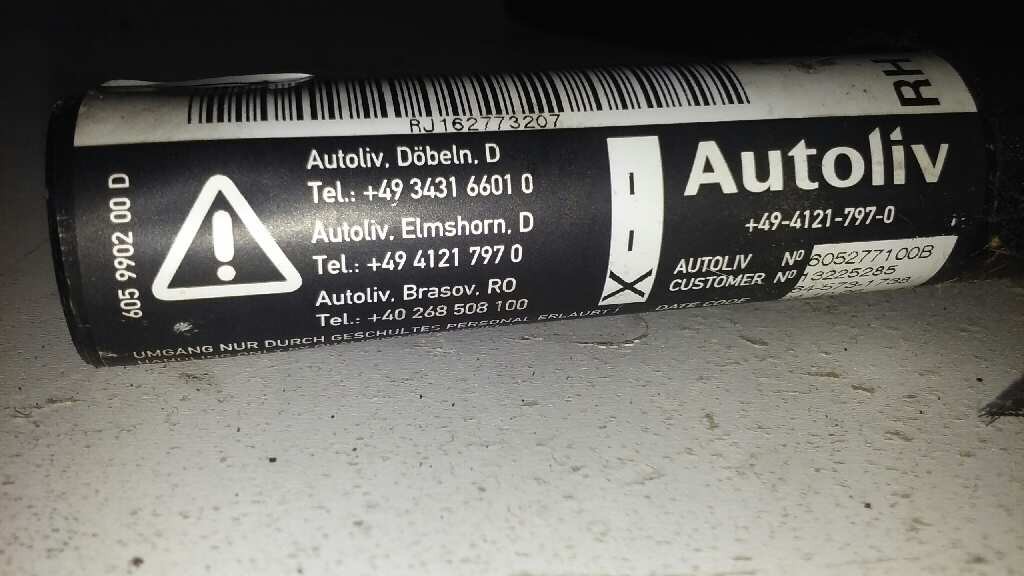 RJ162773207
RH
605 9902 00 D
Autoliv, Döbeln, D
Tel.: +49 3431 6601 0
Autoliv, Elmshorn, D
Tel.: +49 4121 797 0
Autoliv, Brasov, RO
Tel.: +40 268 508 100
UMGANG NUR DURCH GESCHULTES PERSONAL ERLAUBT!
X – –
Autoliv
+49-4121-797-0
AUTOLIV Nº 605277100B
CUSTOMER Nº 13225285
DATE CODE